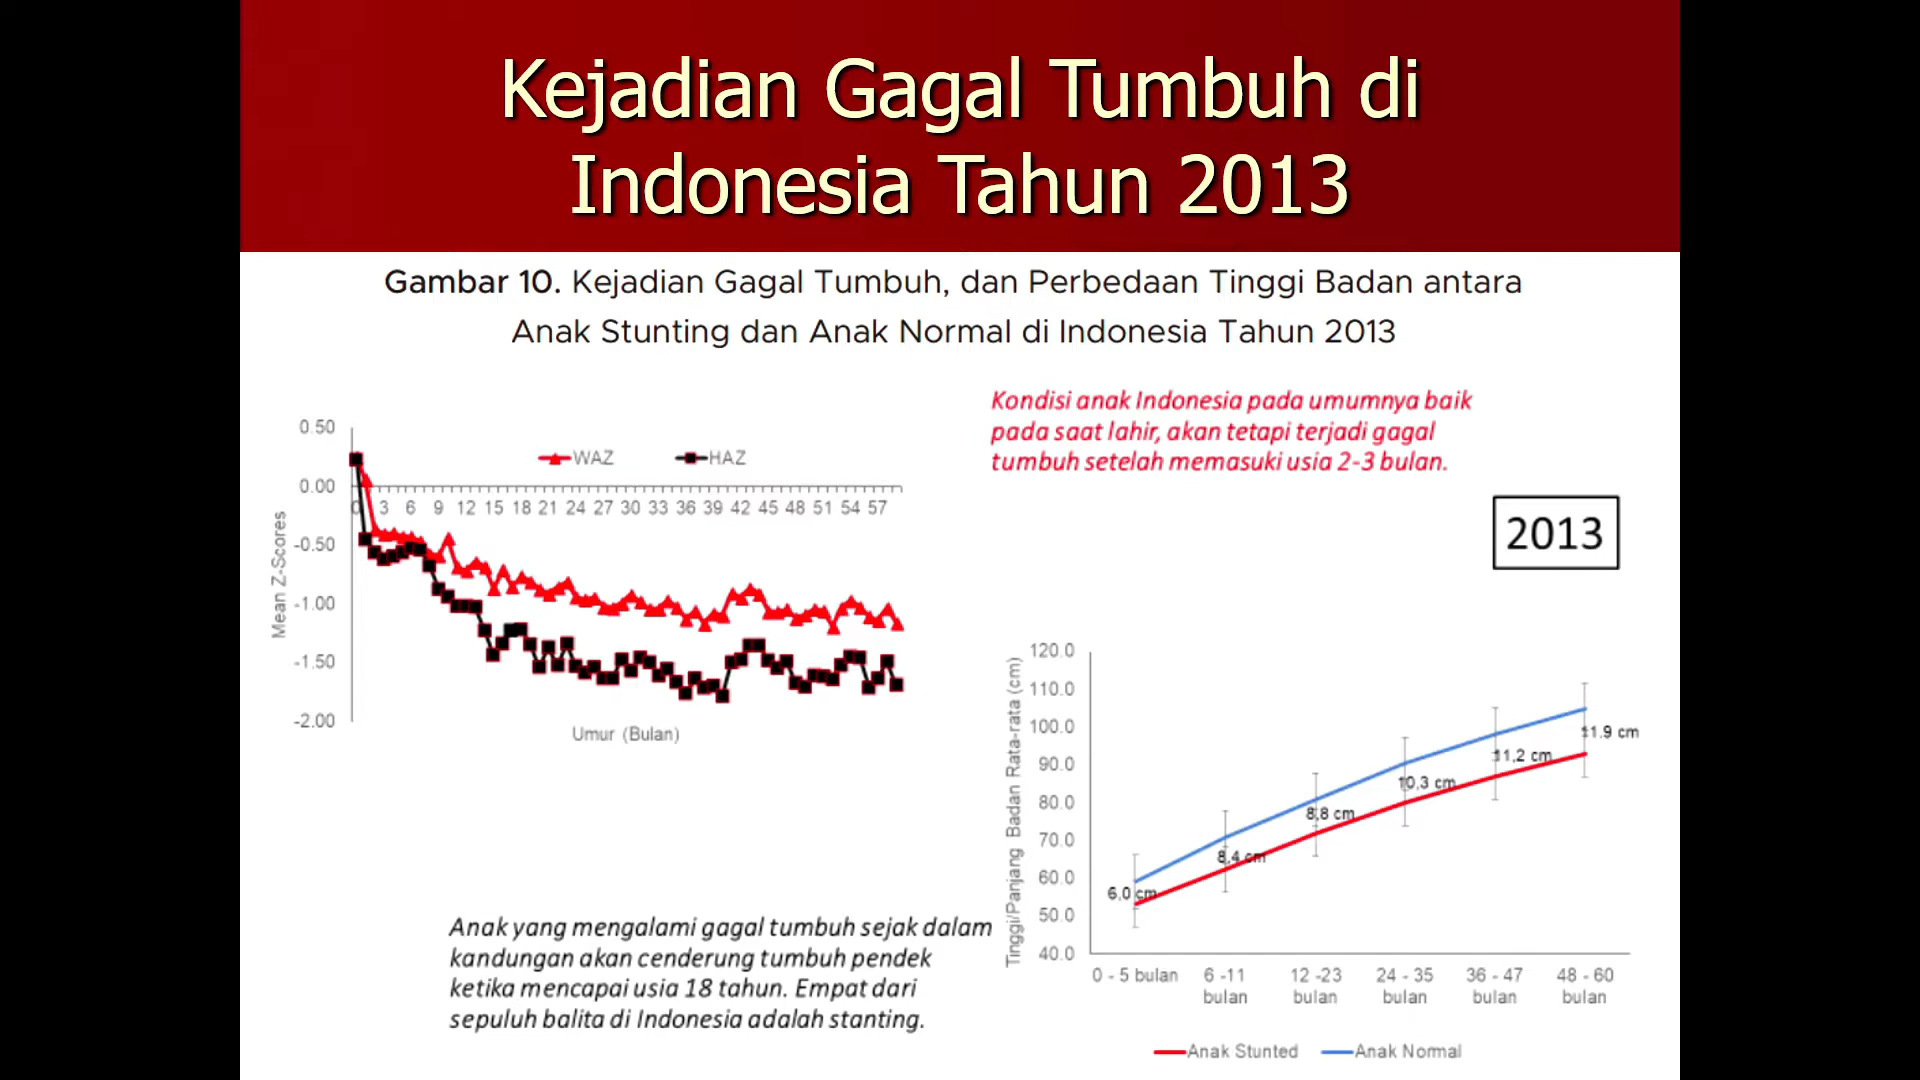 Kejadian Gagal Tumbuh di
Indonesia Tahun 2013
Gambar 10. Kejadian Gagal Tumbuh, dan Perbedaan Tinggi Badan antara
Anak Stunting dan Anak Normal di Indonesia Tahun 2013
Kondisi anak Indonesia pada umumnya baik
pada saat lahir, akan tetapi terjadi gagal
tumbuh setelah memasuki usia 2-3 bulan.
2013
Mean Z-Scores
0.50
0.00
-0.50
-1.00
-1.50
-2.00
WAZ HAZ
0 3 6 9 12 15 18 21 24 27 30 33 36 39 42 45 48 51 54 57
Umur (Bulan)
Anak yang mengalami gagal tumbuh sejak dalam
kandungan akan cenderung tumbuh pendek
ketika mencapai usia 18 tahun. Empat dari
sepuluh balita di Indonesia adalah stanting.
Tinggi/Panjang Badan Rata-rata (cm)
120.0
110.0
100.0
90.0
80.0
70.0
60.0
50.0
40.0
6,0 cm
8,4 cm
8,8 cm
10,3 cm
11,2 cm
11.9 cm
0 - 5 bulan 6 -11 12 -23 24 - 35 36 - 47 48 - 60
bulan bulan bulan bulan bulan
Anak Stunted Anak Normal